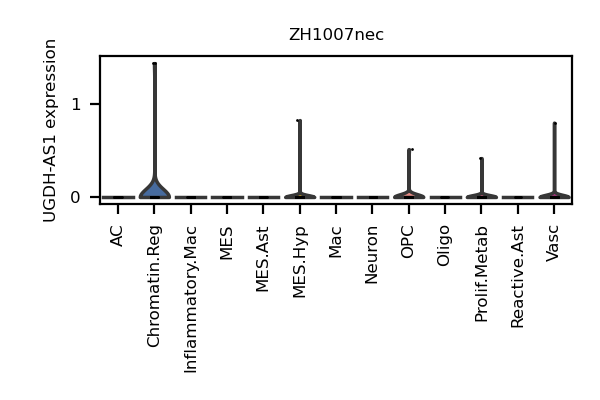 ZH1007nec
UGDH-AS1 expression
1
0
AC
Chromatin.Reg
Inflammatory.Mac
MES
MES.Ast
MES.Hyp
Mac
Neuron
OPC
Oligo
Prolif.Metab
Reactive.Ast
Vasc